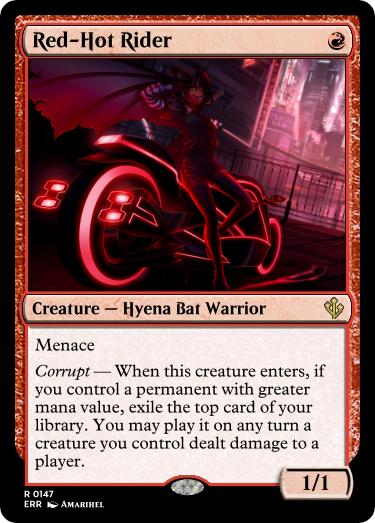 Red-Hot Rider
Creature — Hyena Bat Warrior
Menace
Corrupt — When this creature enters, if
you control a permanent with greater
mana value, exile the top card of your
library. You may play it on any turn a
creature you control dealt damage to a
player.
1/1
R 0147
ERR Amarihel